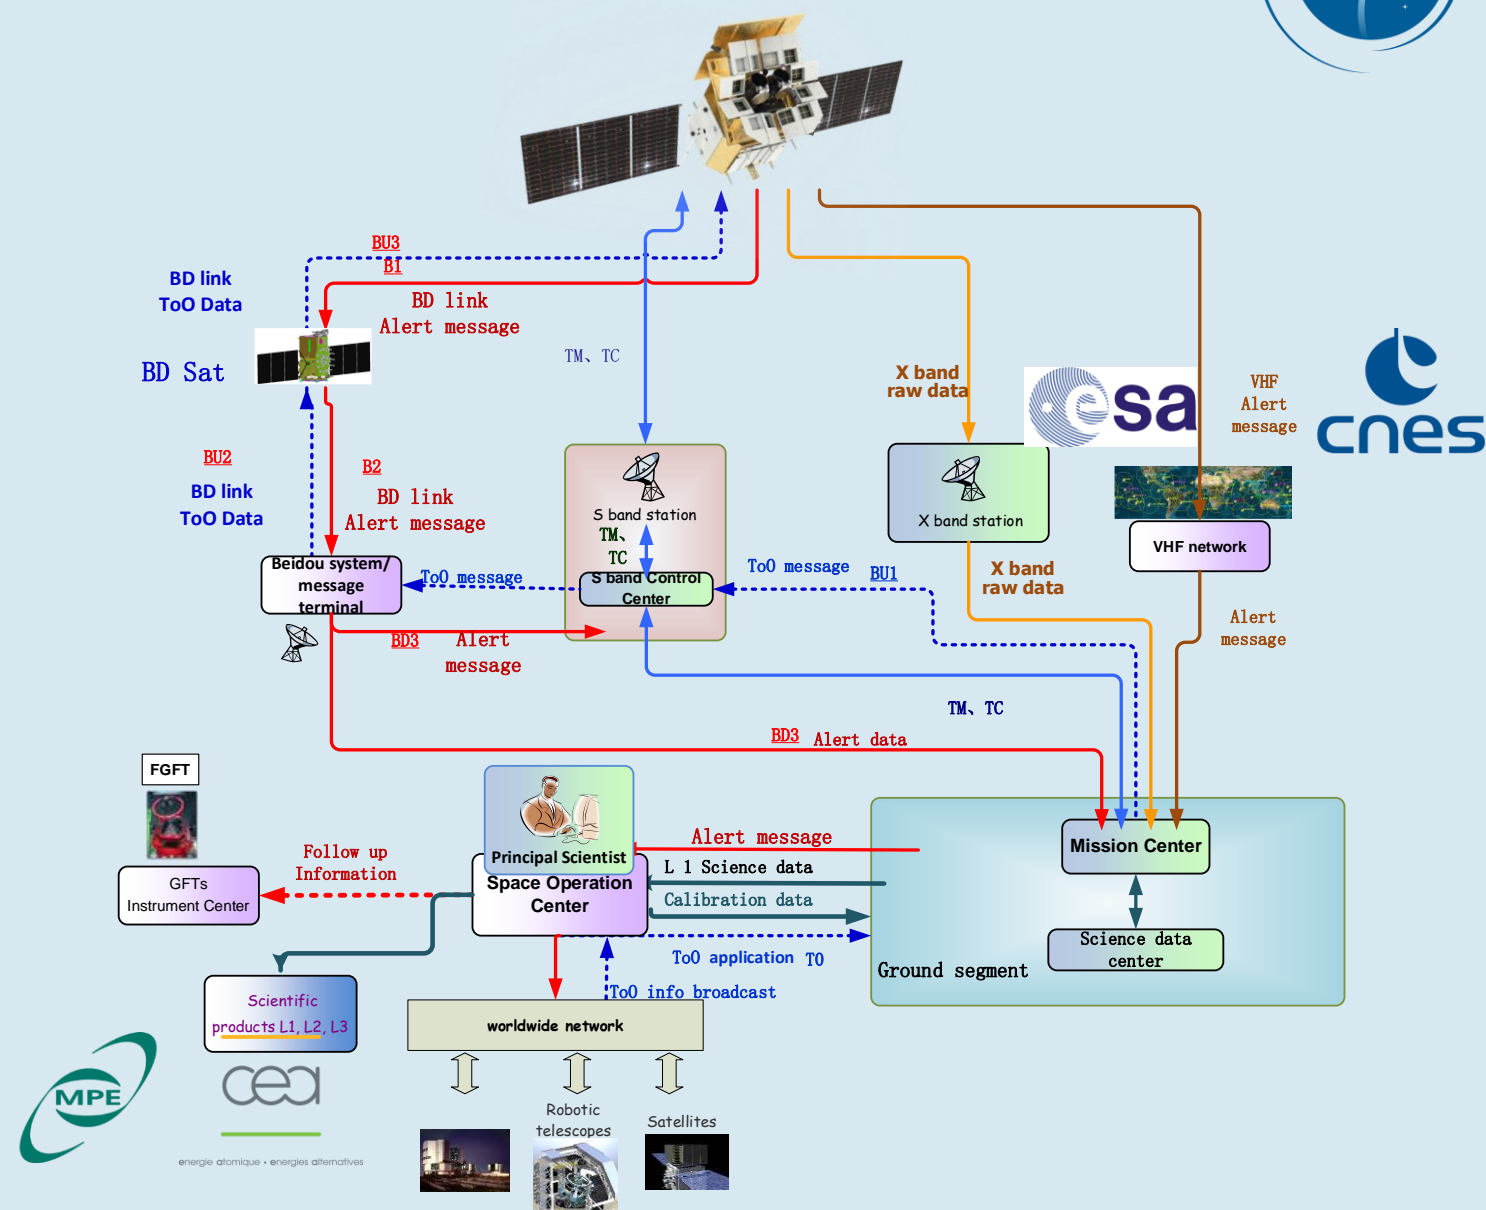 BU3
B1
BD link
ToO Data
BD link
Alert message
BD Sat
TM、TC
X band
raw data
esa
VHF
Alert
message
cnes
BU2
BD link
ToO Data
B2
BD link
Alert message
S band station
TM、
TC
S band Control
Center
X band station
VHF network
Beidou system/
message
terminal
ToO message
ToO message
BU1
X band
raw data
BD3
Alert
message
Alert
message
TM、TC
BD3
Alert data
FGFT
Principal Scientist
Alert message
Mission Center
Follow up
Information
GFTs
Instrument Center
Space Operation
Center
L 1 Science data
Calibration data
Science data
center
Ground segment
ToO application T0
ToO info broadcast
Scientific
products L1, L2, L3
worldwide network
MPE
cea
energie atomique • energies alternatives
Robotic
telescopes
Satellites